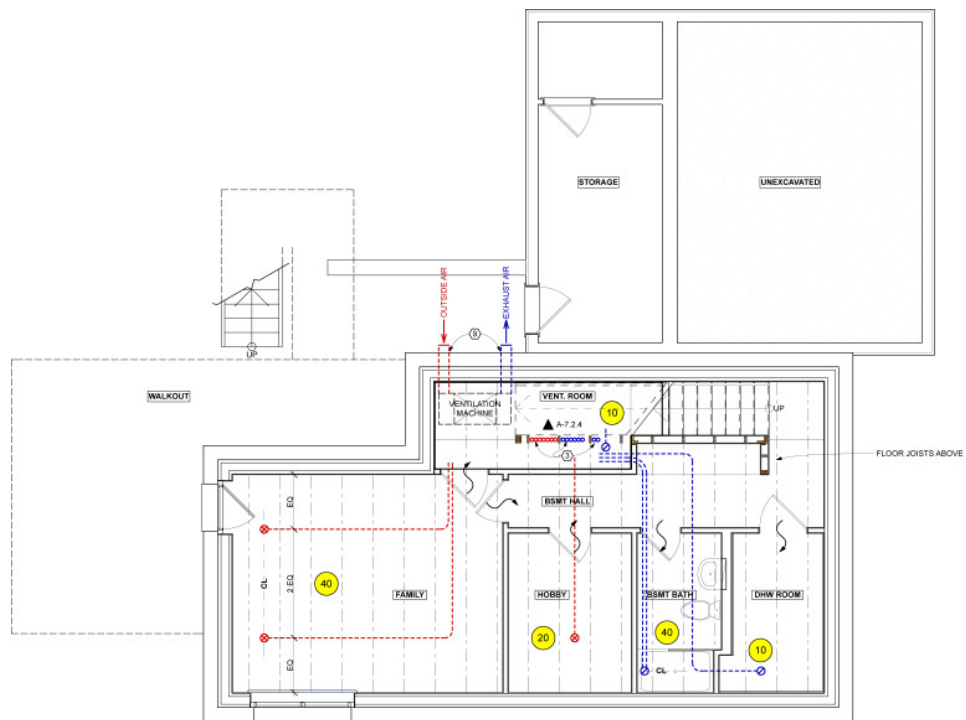 STORAGE
UNEXCAVATED
OUTSIDE AIR
EXHAUST AIR
9
UP
WALKOUT
VENTILATION
MACHINE
VENT. ROOM
10
A-7.2.4
3
UP
FLOOR JOISTS ABOVE
BSMT HALL
EQ
CL
2 EQ
EQ
40
FAMILY
HOBBY
20
BSMT BATH
40
CL
DHW ROOM
10